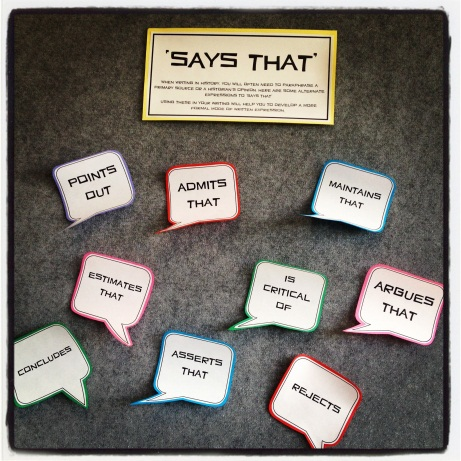 'SAYS THAT'
WHEN WRITING IN HISTORY, YOU WILL OFTEN NEED TO PARAPHRASE A
PRIMARY SOURCE OR A HISTORIAN'S OPINION. HERE ARE SOME ALTERNATE
EXPRESSIONS TO 'SAYS THAT'.
USING THESE IN YOUR WRITING WILL HELP YOU TO DEVELOP A MORE
FORMAL MODE OF WRITTEN EXPRESSION.
POINTS
OUT
ADMITS
THAT
MAINTAINS
THAT
ESTIMATES
THAT
IS
CRITICAL
OF
ARGUES
THAT
CONCLUDES
ASSERTS
THAT
REJECTS